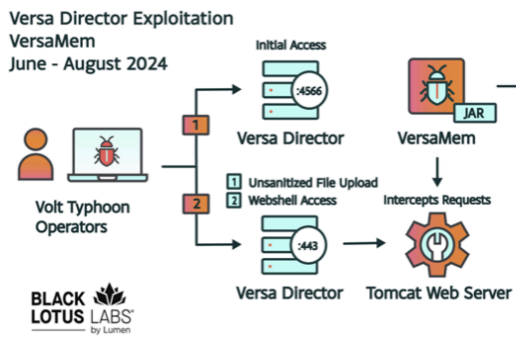 Versa Director Exploitation
VersaMem
June - August 2024
Initial Access
:4566
Versa Director
JAR
VersaMem
1
2
Volt Typhoon
Operators
1 Unsanitized File Upload
2 Webshell Access
:443
Versa Director
Intercepts Requests
Tomcat Web Server
BLACK
LOTUS LABS®
by Lumen